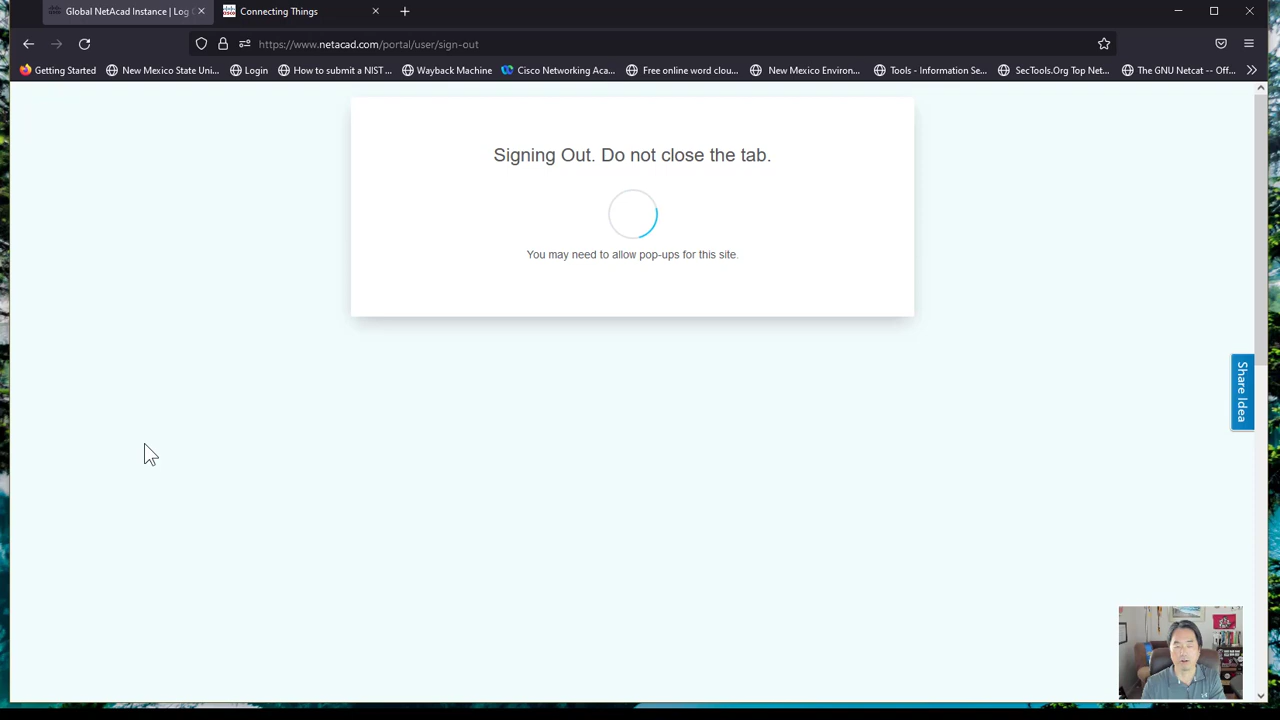 Global NetAcad Instance | Log
Connecting Things
https://www.netacad.com/portal/user/sign-out
Getting Started
New Mexico State Uni...
Login
How to submit a NIST ...
Wayback Machine
Cisco Networking Aca...
Free online word clou...
New Mexico Environ...
Tools - Information Se...
SecTools.Org Top Net...
The GNU Netcat -- Off...
Signing Out. Do not close the tab.
You may need to allow pop-ups for this site.
Share Idea